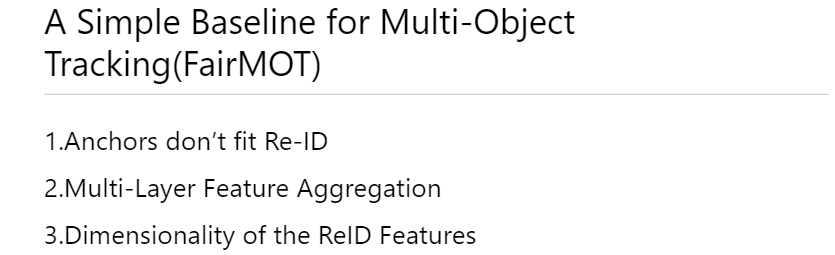 A Simple Baseline for Multi-Object
Tracking(FairMOT)
1.Anchors don’t fit Re-ID
2.Multi-Layer Feature Aggregation
3.Dimensionality of the ReID Features